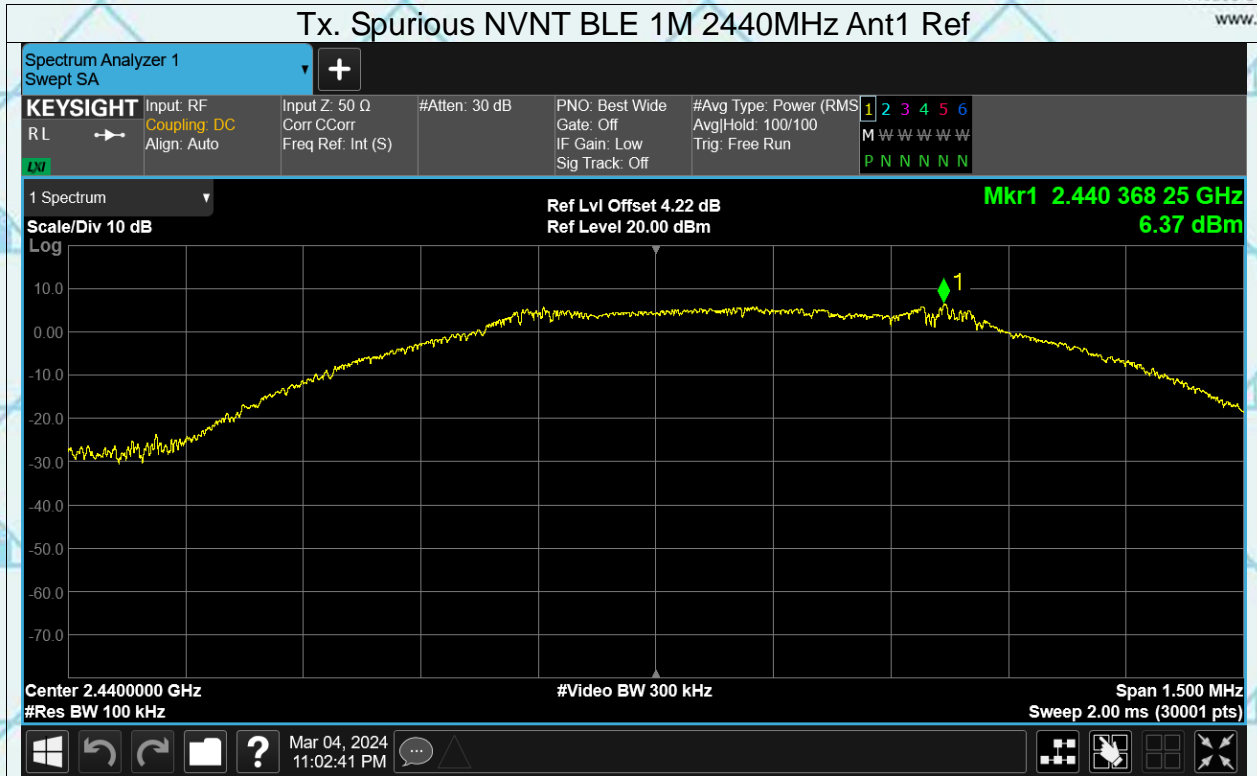 www.
Tx. Spurious NVNT BLE 1M 2440MHz Ant1 Ref
Spectrum Analyzer 1
Swept SA
KEYSIGHT Input: RF Input Z: 50 Ω #Atten: 30 dB PNO: Best Wide #Avg Type: Power (RMS 1 2 3 4 5 6
RL Coupling: DC Corr CCorr Gate: Off Avg|Hold: 100/100 M W W W W W
Align: Auto Freq Ref: Int (S) IF Gain: Low Trig: Free Run
LXI Sig Track: Off P N N N N N
1 Spectrum Ref Lvl Offset 4.22 dB Mkr1 2.440 368 25 GHz
Scale/Div 10 dB Ref Level 20.00 dBm 6.37 dBm
Log
1
10.0
0.00
-10.0
-20.0
-30.0
-40.0
-50.0
-60.0
-70.0
Center 2.4400000 GHz #Video BW 300 kHz Span 1.500 MHz
#Res BW 100 kHz Sweep 2.00 ms (30001 pts)
? Mar 04, 2024
11:02:41 PM